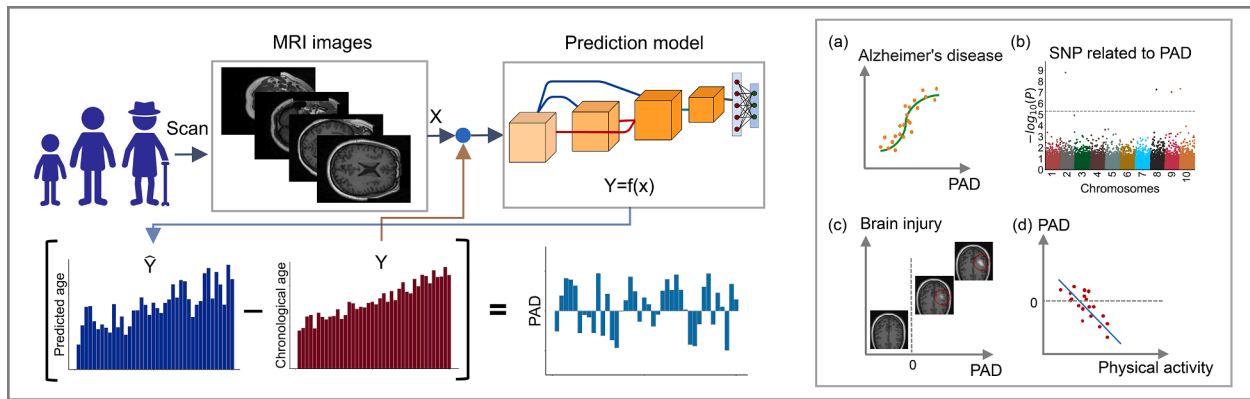 MRI images
Prediction model
Scan
X
Y=f(x)
Ŷ
Y
Predicted age
Chronological age
PAD
(a)
Alzheimer's disease
PAD
(b)
SNP related to PAD
−log10(P)
9
8
7
6
5
4
3
2
1
0
1 2 3 4 5 6 7 8 9 10
Chromosomes
(c) Brain injury
0
PAD
(d) PAD
0
Physical activity